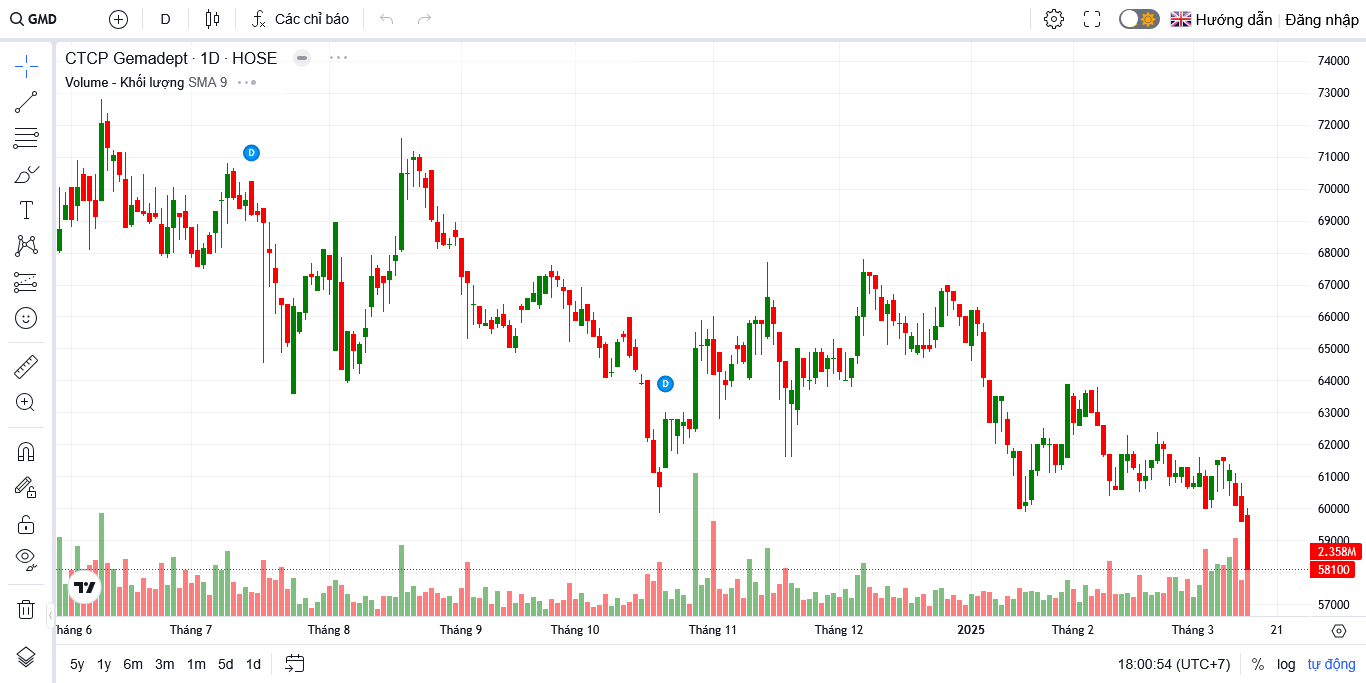 GMD D Các chỉ báo Hướng dẫn Đăng nhập
CTCP Gemadept · 1D · HOSE
Volume - Khối lượng SMA 9
D
D
74000
73000
72000
71000
70000
69000
68000
67000
66000
65000
64000
63000
62000
61000
60000
59000
2.358M
58100
57000
háng 6 Tháng 7 Tháng 8 Tháng 9 Tháng 10 Tháng 11 Tháng 12 2025 Tháng 2 Tháng 3 21
5y 1y 6m 3m 1m 5d 1d 18:00:54 (UTC+7) % log tự động